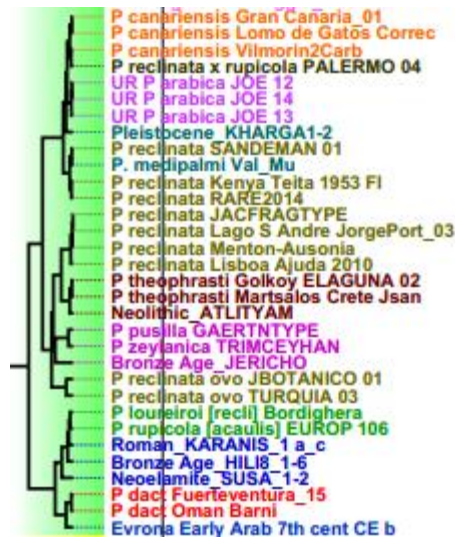 P canariensis Gran Canaria_01
P canariensis Lomo de Gatos Correc
P canariensis Vilmorin2Carb
P reclinata x rupicola PALERMO 04
UR P arabica JOE 12
UR P arabica JOE 14
UR P arabica JOE 13
Pleistocene_KHARGA1-2
P reclinata SANDEMAN 01
P. medipalmi Val_Mu
P reclinata Kenya Teita 1953 FI
P reclinata RARE2014
P reclinata JACFRAGTYPE
P reclinata Lago S Andre JorgePort_03
P reclinata Menton-Ausonia
P reclinata Lisboa Ajuda 2010
P theophrasti Golkoy ELAGUNA 02
P theophrasti Martsalos Crete Jsan
Neolithic_ATLITYAM
P pusilla GAERTNTYPE
P zeylanica TRIMCEYHAN
Bronze Age_JERICHO
P reclinata ovo JBOTANICO 01
P reclinata ovo TURQUIA 03
P loureiroi [recli] Bordighera
P rupicola [acaulis] EUROP 106
Roman_KARANIS_1 a_c
Bronze Age_HILI8_1-6
Neoelamite_SUSA_1-2
P dact Fuerteventura_15
P dact Oman Barni
Evrona Early Arab 7th cent CE b